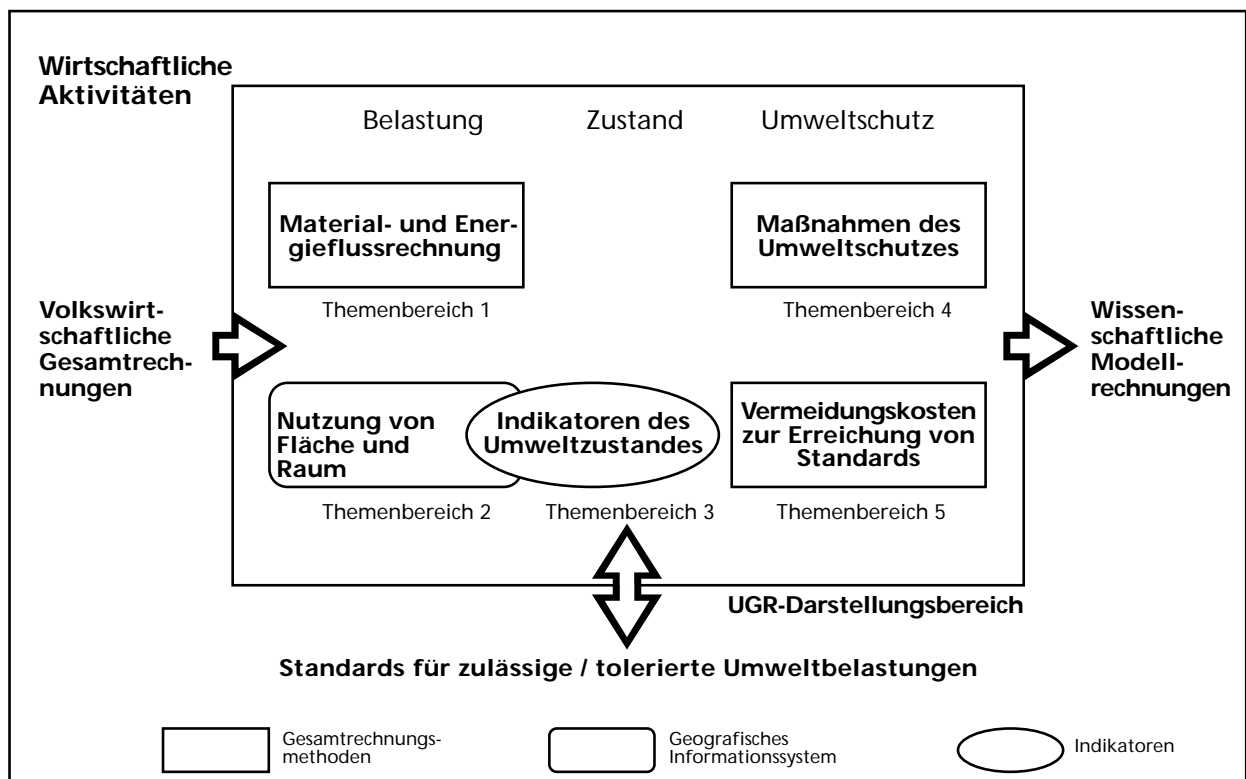 Wirtschaftliche
Aktivitäten
Belastung Zustand Umweltschutz
Material- und Ener-
gieflussrechnung
Maßnahmen des
Umweltschutzes
Themenbereich 1
Themenbereich 4
Volkswirt-
schaftliche
Gesamtrech-
nungen
Wissen-
schaftliche
Modell-
rechnungen
Nutzung von
Fläche und
Raum
Indikatoren des
Umweltzustandes
Vermeidungskosten
zur Erreichung von
Standards
Themenbereich 2
Themenbereich 3
Themenbereich 5
UGR-Darstellungsbereich
Standards für zulässige / tolerierte Umweltbelastungen
Gesamtrechnungs-
methoden
Geografisches
Informationssystem
Indikatoren